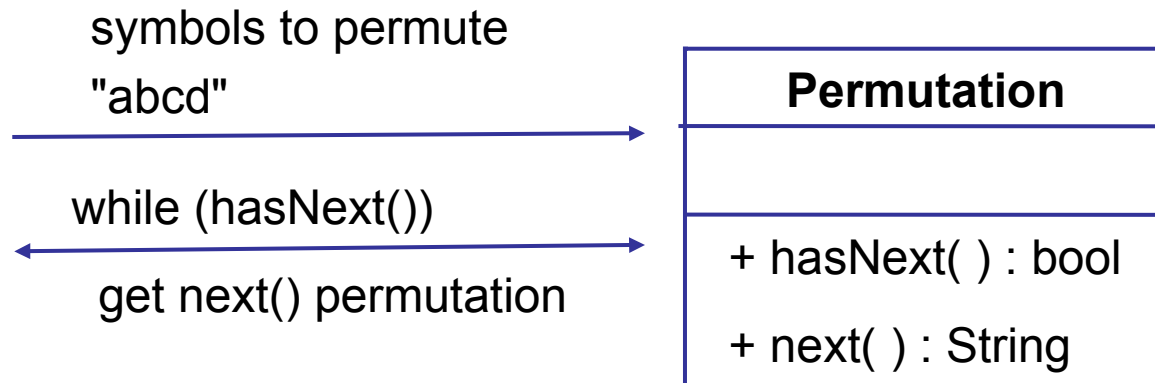 symbols to permute
"abcd"
while (hasNext())
get next() permutation
Permutation
+ hasNext( ) : bool
+ next( ) : String